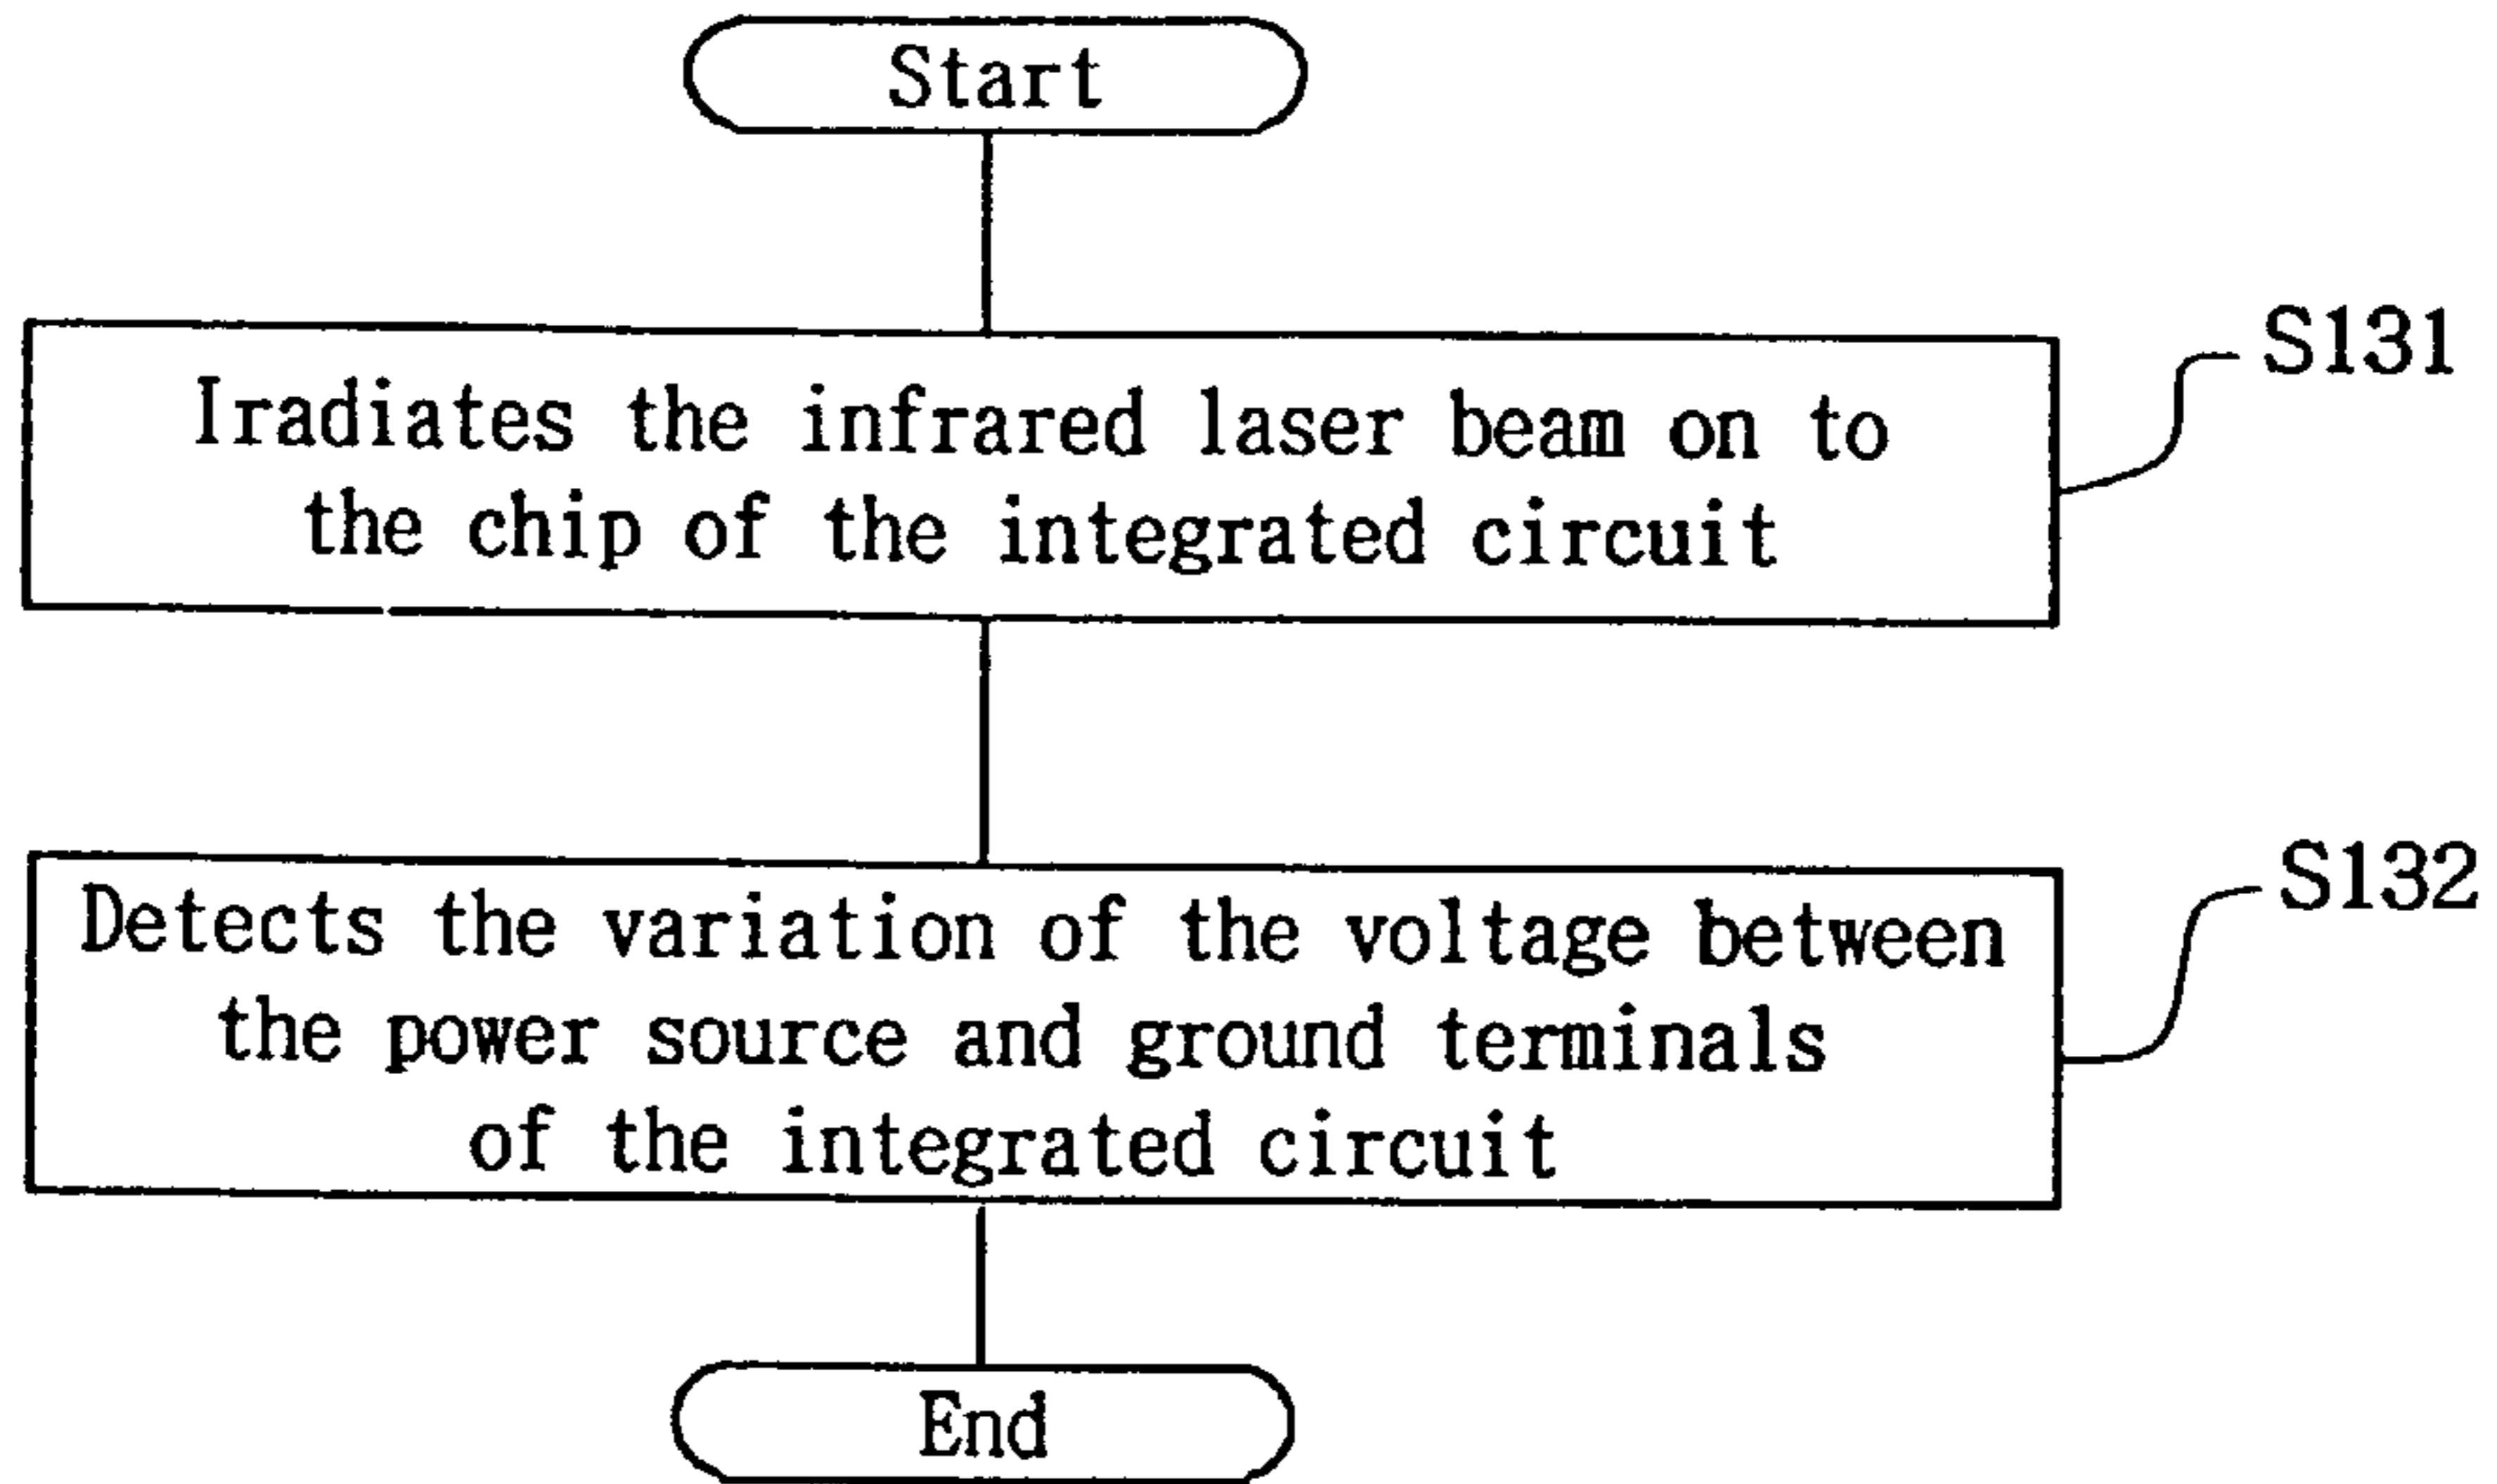 Start
S131
Iradiates the infrared laser beam on to
the chip of the integrated circuit
S132
Detects the variation of the voltage between
the power source and ground terminals
of the integrated circuit
End